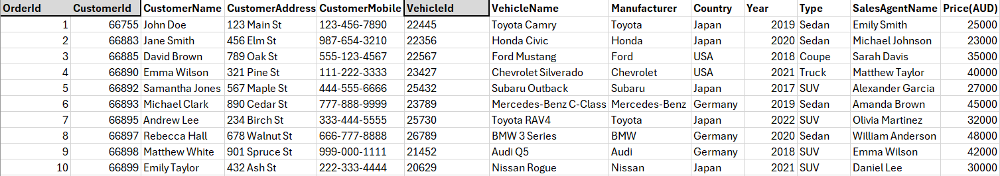 OrderId CustomerId CustomerName CustomerAddress CustomerMobile VehicleId VehicleName Manufacturer Country Year Type SalesAgentName Price(AUD)
1 66755 John Doe 123 Main St 123-456-7890 22445 Toyota Camry Toyota Japan 2019 Sedan Emily Smith 25000
2 66883 Jane Smith 456 Elm St 987-654-3210 22356 Honda Civic Honda Japan 2020 Sedan Michael Johnson 23000
3 66885 David Brown 789 Oak St 555-123-4567 22567 Ford Mustang Ford USA 2018 Coupe Sarah Davis 35000
4 66890 Emma Wilson 321 Pine St 111-222-3333 23427 Chevrolet Silverado Chevrolet USA 2021 Truck Matthew Taylor 40000
5 66892 Samantha Jones 567 Maple St 444-555-6666 25432 Subaru Outback Subaru Japan 2017 SUV Alexander Garcia 27000
6 66893 Michael Clark 890 Cedar St 777-888-9999 23789 Mercedes-Benz C-Class Mercedes-Benz Germany 2019 Sedan Amanda Brown 45000
7 66895 Andrew Lee 234 Birch St 333-444-5555 25730 Toyota RAV4 Toyota Japan 2022 SUV Olivia Martinez 32000
8 66897 Rebecca Hall 678 Walnut St 666-777-8888 26789 BMW 3 Series BMW Germany 2020 Sedan William Anderson 48000
9 66898 Matthew White 901 Spruce St 999-000-1111 21452 Audi Q5 Audi Germany 2018 SUV Emma Wilson 42000
10 66899 Emily Taylor 432 Ash St 222-333-4444 20629 Nissan Rogue Nissan Japan 2021 SUV Daniel Lee 30000